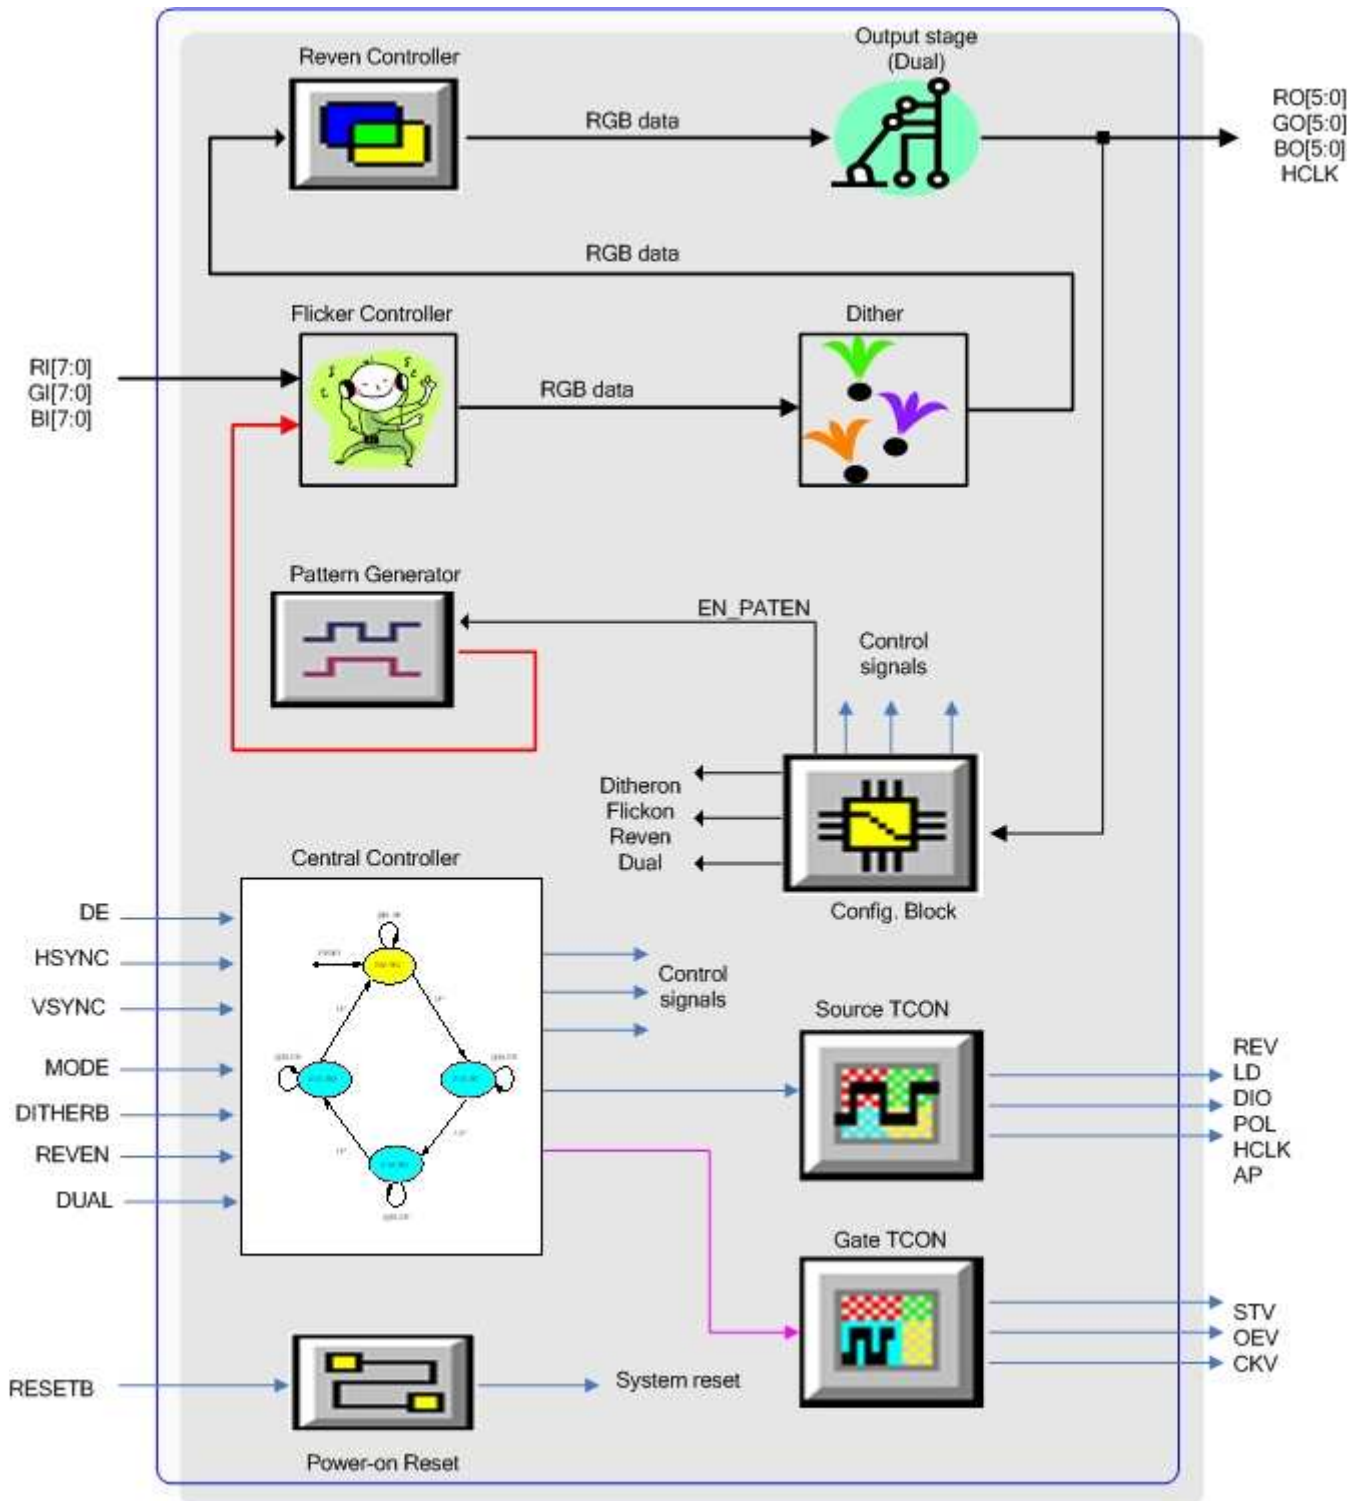 Reven Controller
Output stage
(Dual)
RGB data
RO[5:0]
GO[5:0]
BO[5:0]
HCLK
RGB data
Flicker Controller
Dither
RI[7:0]
GI[7:0]
BI[7:0]
RGB data
Pattern Generator
EN_PATEN
Control
signals
Ditheron
Flickon
Reven
Dual
Config. Block
Central Controller
DE
HSYNC
VSYNC
MODE
DITHERB
REVEN
DUAL
Control
signals
Source TCON
REV
LD
DIO
POL
HCLK
AP
Gate TCON
STV
OEV
CKV
RESETB
System reset
Power-on Reset